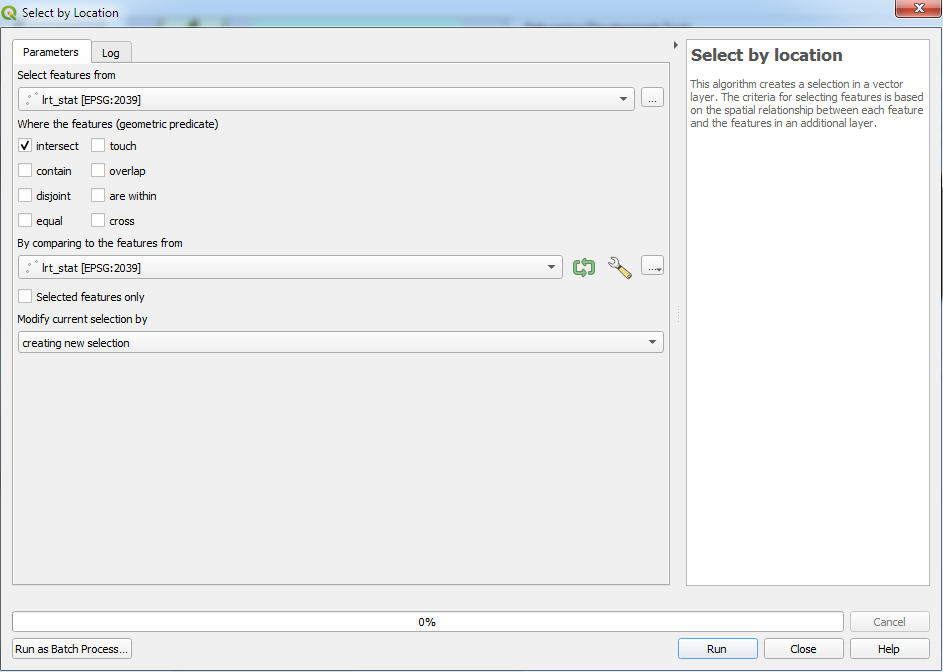 Select by Location
Parameters Log
Select features from
lrt_stat [EPSG:2039]
...
Where the features (geometric predicate)
intersect touch
contain overlap
disjoint are within
equal cross
By comparing to the features from
lrt_stat [EPSG:2039]
...
Selected features only
Modify current selection by
creating new selection
Select by location
This algorithm creates a selection in a vector
layer. The criteria for selecting features is based
on the spatial relationship between each feature
and the features in an additional layer.
0%
Cancel
Run as Batch Process...
Run Close Help